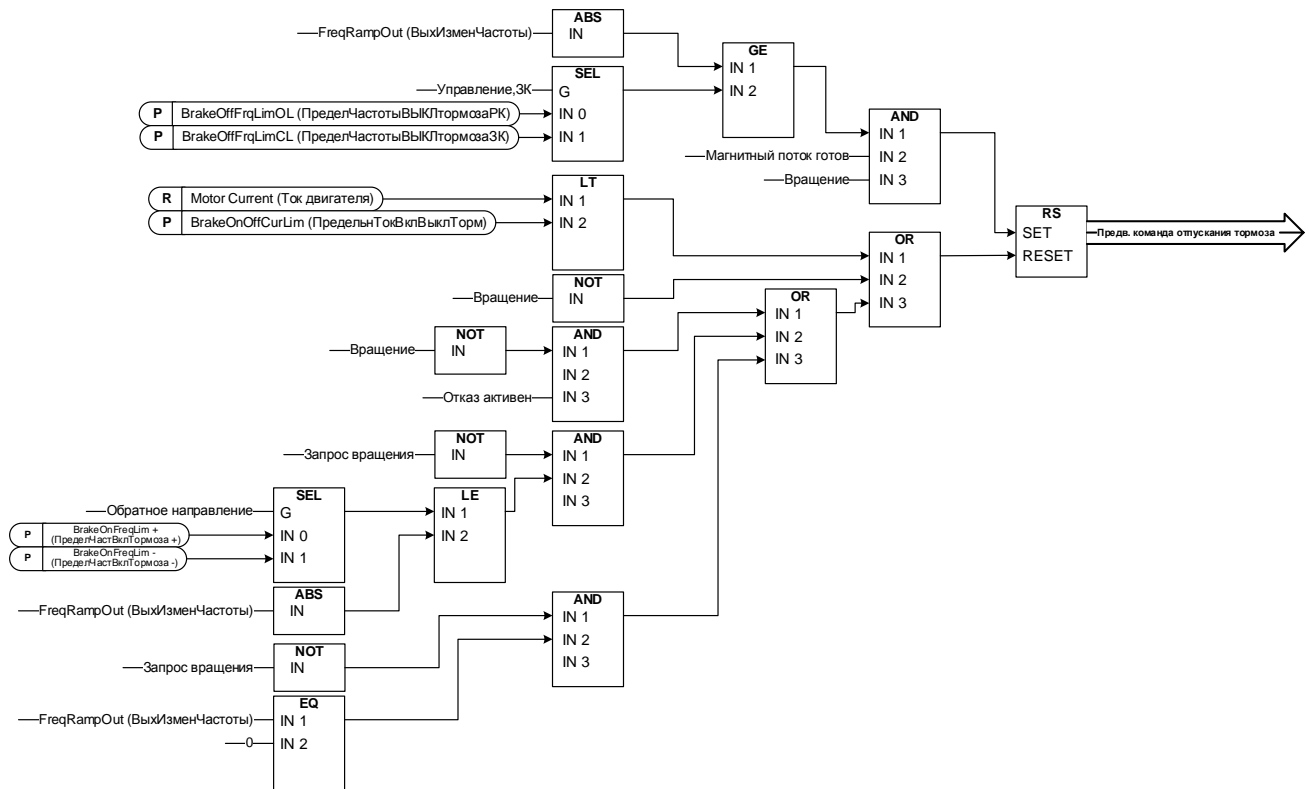 ABS
FreqRampOut (ВыхИзменЧастоты)
IN
GE
IN 1
IN 2
SEL
Управление,ЗК
G
P BrakeOffFrqLimOL (ПределЧастотыВЫКЛтормозаРК)
IN 0
P BrakeOffFrqLimCL (ПределЧастотыВЫКЛтормозаЗК)
IN 1
AND
IN 1
Магнитный поток готов
IN 2
Вращение
IN 3
LT
R Motor Current (Ток двигателя)
IN 1
P BrakeOnOffCurLim (ПредельнТокВклВыклТорм)
IN 2
RS
SET
Предв. команда отпускания тормоза
RESET
OR
IN 1
IN 2
IN 3
NOT
Вращение
IN
OR
IN 1
IN 2
IN 3
NOT
Вращение
IN
AND
IN 1
IN 2
Отказ активен
IN 3
NOT
Запрос вращения
IN
AND
IN 1
IN 2
IN 3
SEL
Обратное направление
G
P BrakeOnFreqLim +
(ПределЧастВклТормоза +)
IN 0
P BrakeOnFreqLim -
(ПределЧастВклТормоза -)
IN 1
LE
IN 1
IN 2
ABS
FreqRampOut (ВыхИзменЧастоты)
IN
AND
IN 1
IN 2
IN 3
NOT
Запрос вращения
IN
EQ
FreqRampOut (ВыхИзменЧастоты)
IN 1
0
IN 2